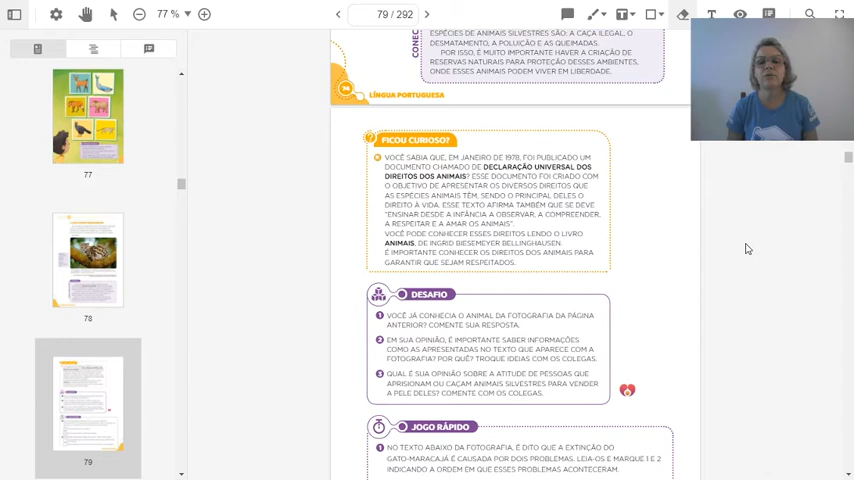 77 %
79 / 292
77
78
79
CONEC
ESPÉCIES DE ANIMAIS SILVESTRES SÃO: A CAÇA ILEGAL, O
DESMATAMENTO, A POLUIÇÃO E AS QUEIMADAS.
POR ISSO, É MUITO IMPORTANTE HAVER A CRIAÇÃO DE
RESERVAS NATURAIS PARA PROTEÇÃO DESSES AMBIENTES,
ONDE ESSES ANIMAIS PODEM VIVER EM LIBERDADE.
74
LÍNGUA PORTUGUESA
? FICOU CURIOSO?
VOCÊ SABIA QUE, EM JANEIRO DE 1978, FOI PUBLICADO UM
DOCUMENTO CHAMADO DE DECLARAÇÃO UNIVERSAL DOS
DIREITOS DOS ANIMAIS? ESSE DOCUMENTO FOI CRIADO COM
O OBJETIVO DE APRESENTAR OS DIVERSOS DIREITOS QUE
AS ESPÉCIES ANIMAIS TÊM, SENDO O PRINCIPAL DELES O
DIREITO À VIDA. ESSE TEXTO AFIRMA TAMBÉM QUE SE DEVE
"ENSINAR DESDE A INFÂNCIA A OBSERVAR, A COMPREENDER,
A RESPEITAR E A AMAR OS ANIMAIS".
VOCÊ PODE CONHECER ESSES DIREITOS LENDO O LIVRO
ANIMAIS, DE INGRID BIESEMEYER BELLINGHAUSEN.
É IMPORTANTE CONHECER OS DIREITOS DOS ANIMAIS PARA
GARANTIR QUE SEJAM RESPEITADOS.
DESAFIO
1 VOCÊ JÁ CONHECIA O ANIMAL DA FOTOGRAFIA DA PÁGINA
ANTERIOR? COMENTE SUA RESPOSTA.
2 EM SUA OPINIÃO, É IMPORTANTE SABER INFORMAÇÕES
COMO AS APRESENTADAS NO TEXTO QUE APARECE COM A
FOTOGRAFIA? POR QUÊ? TROQUE IDEIAS COM OS COLEGAS.
3 QUAL É SUA OPINIÃO SOBRE A ATITUDE DE PESSOAS QUE
APRISIONAM OU CAÇAM ANIMAIS SILVESTRES PARA VENDER
A PELE DELES? COMENTE COM OS COLEGAS.
JOGO RÁPIDO
1 NO TEXTO ABAIXO DA FOTOGRAFIA, É DITO QUE A EXTINÇÃO DO
GATO-MARACAJÁ É CAUSADA POR DOIS PROBLEMAS. LEIA-OS E MARQUE 1 E 2
INDICANDO A ORDEM EM QUE ESSES PROBLEMAS ACONTECERAM.